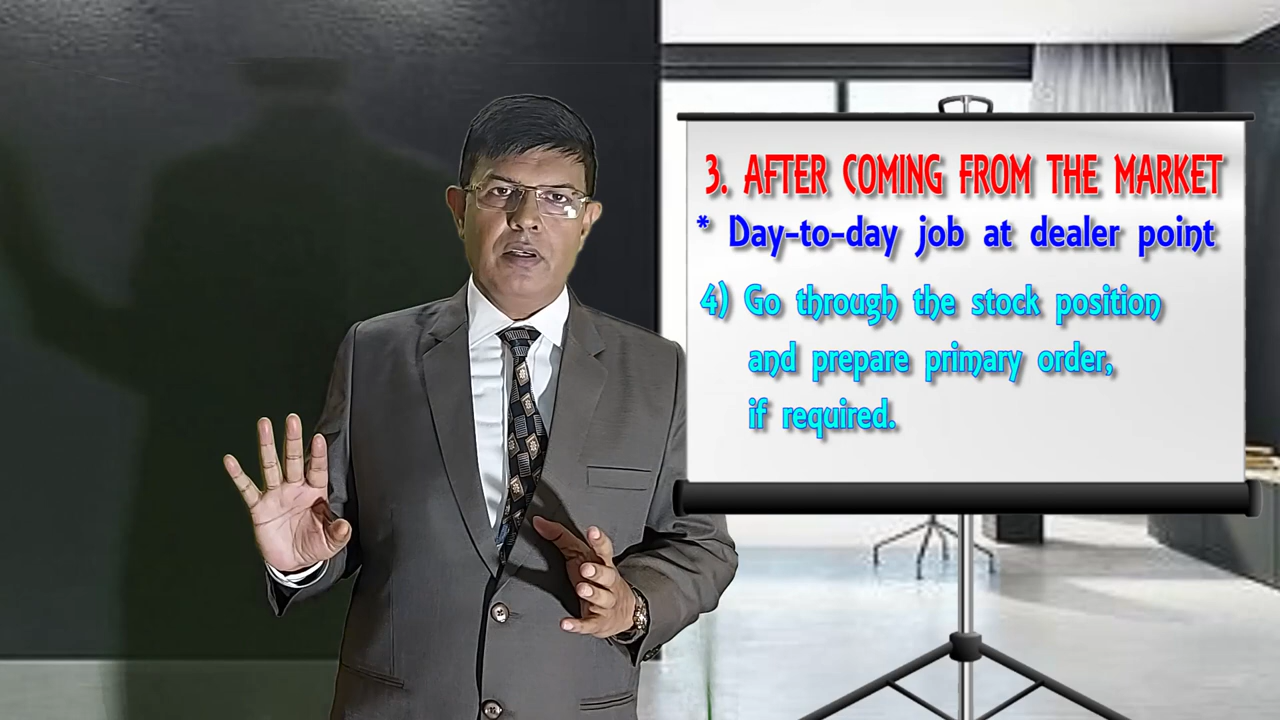 3. AFTER COMING FROM THE MARKET
* Day-to-day job at dealer point
4) Go through the stock position
and prepare primary order,
if required.